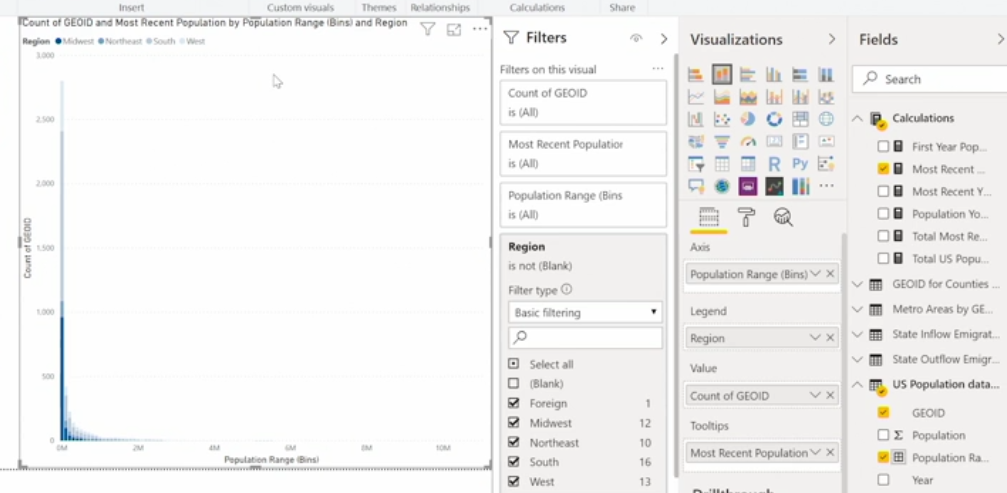 Insert
Custom visuals
Themes
Relationships
Calculations
Share
Count of GEOID and Most Recent Population by Population Range (Bins) and Region
Region Midwest Northeast South West
3,000
2,500
2,000
1,500
1,000
500
0
Count of GEOID
0M 2M 4M 6M 8M 10M
Population Range (Bins)
Filters
Filters on this visual ...
Count of GEOID
is (All)
Most Recent Population
is (All)
Population Range (Bins
is (All)
Region
is not (Blank)
Filter type
Basic filtering
Select all
(Blank)
Foreign 1
Midwest 12
Northeast 10
South 16
West 13
Visualizations
R Py
...
Axis
Population Range (Bins)
Legend
Region
Value
Count of GEOID
Tooltips
Most Recent Population
Drillthrough
Fields
Search
Calculations
First Year Pop...
Most Recent ...
Most Recent Y...
Population Yo...
Total Most Re...
Total US Popu...
GEOID for Counties ...
Metro Areas by GE...
State Inflow Emigrat...
State Outflow Emigr...
US Population data...
GEOID
Σ Population
Population Ra...
Year